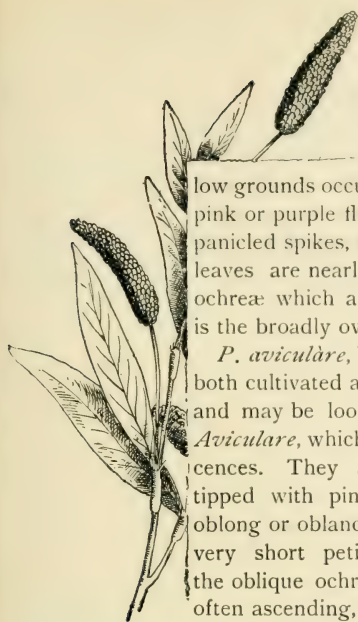 low grounds occu
pink or purple fl
panicled spikes,
leaves are nearl
ochreæ which a
is the broadly ov
P. aviculàre,
both cultivated a
and may be loo
Aviculare, which
cences. They
tipped with pin
oblong or oblanc
very short peti
the oblique ochr
often ascending,